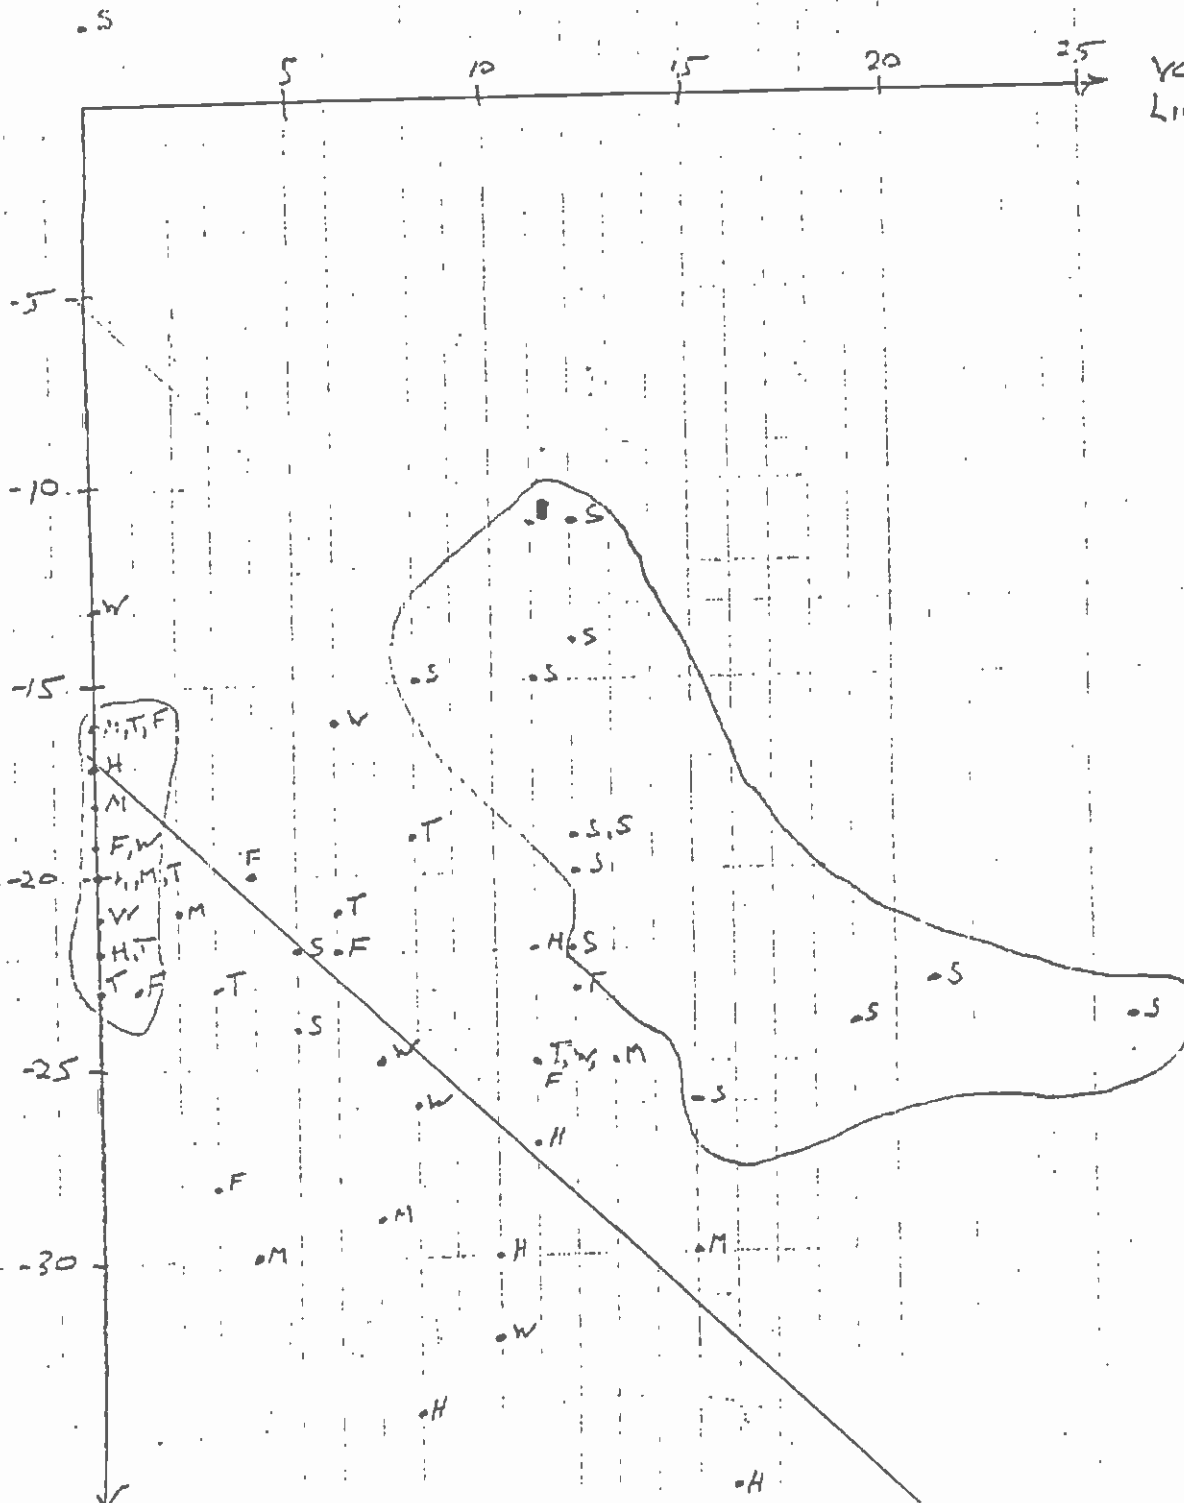 S
5 10 15 20 25
-5
-10
S
W
S
-15 S S
W
T, F
H
M
T S, S
F, W F S
-20 M, T
W M T
H, T S F H S
T F T F S
S S S
-25 W T, W, M
F
W S
H
F
M
M H M
-30
W
H
H